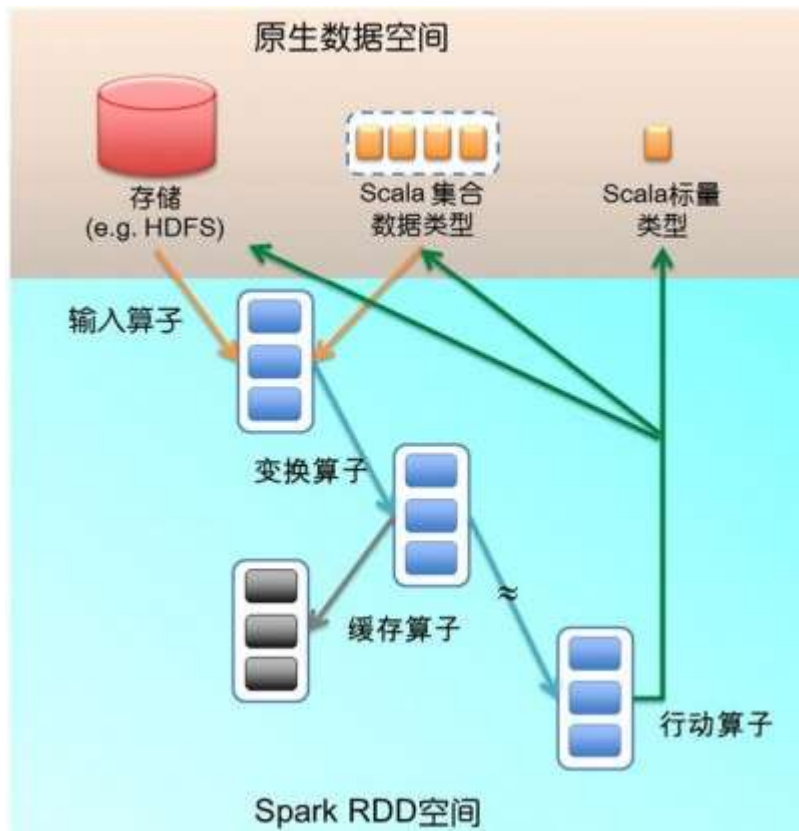 原生数据空间
存储
(e.g. HDFS)
Scala 集合
数据类型
Scala标量
类型
输入算子
变换算子
≈
缓存算子
行动算子
Spark RDD空间